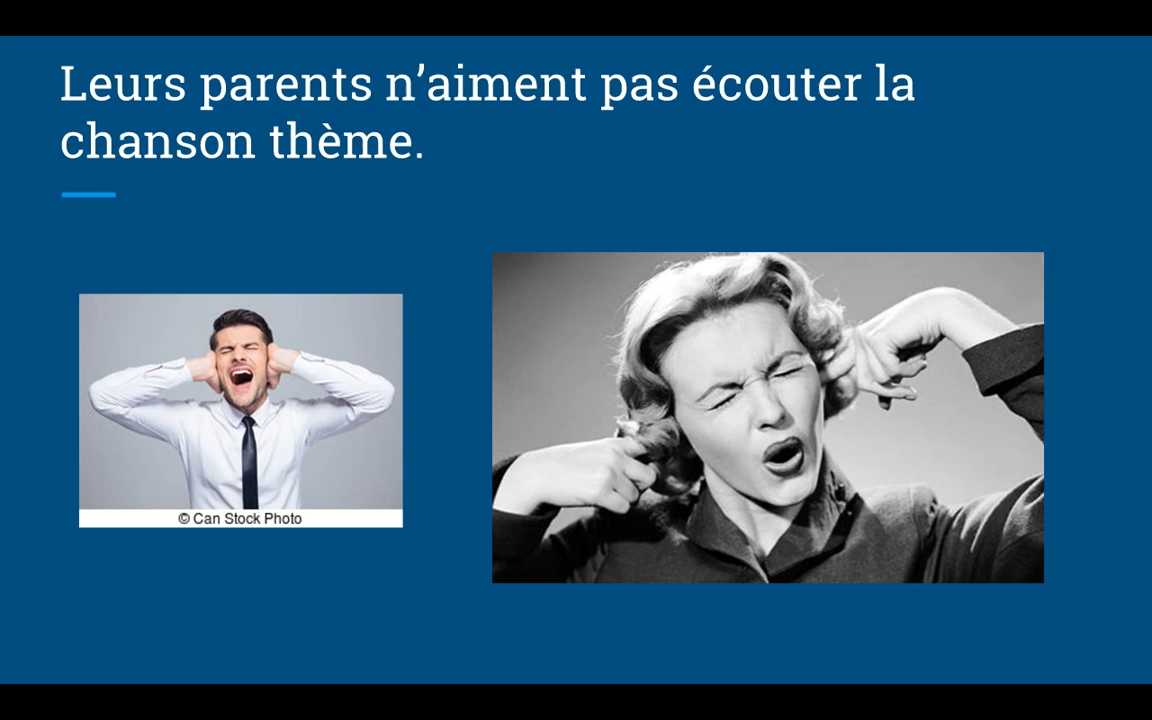 Leurs parents n’aiment pas écouter la
chanson thème.
© Can Stock Photo